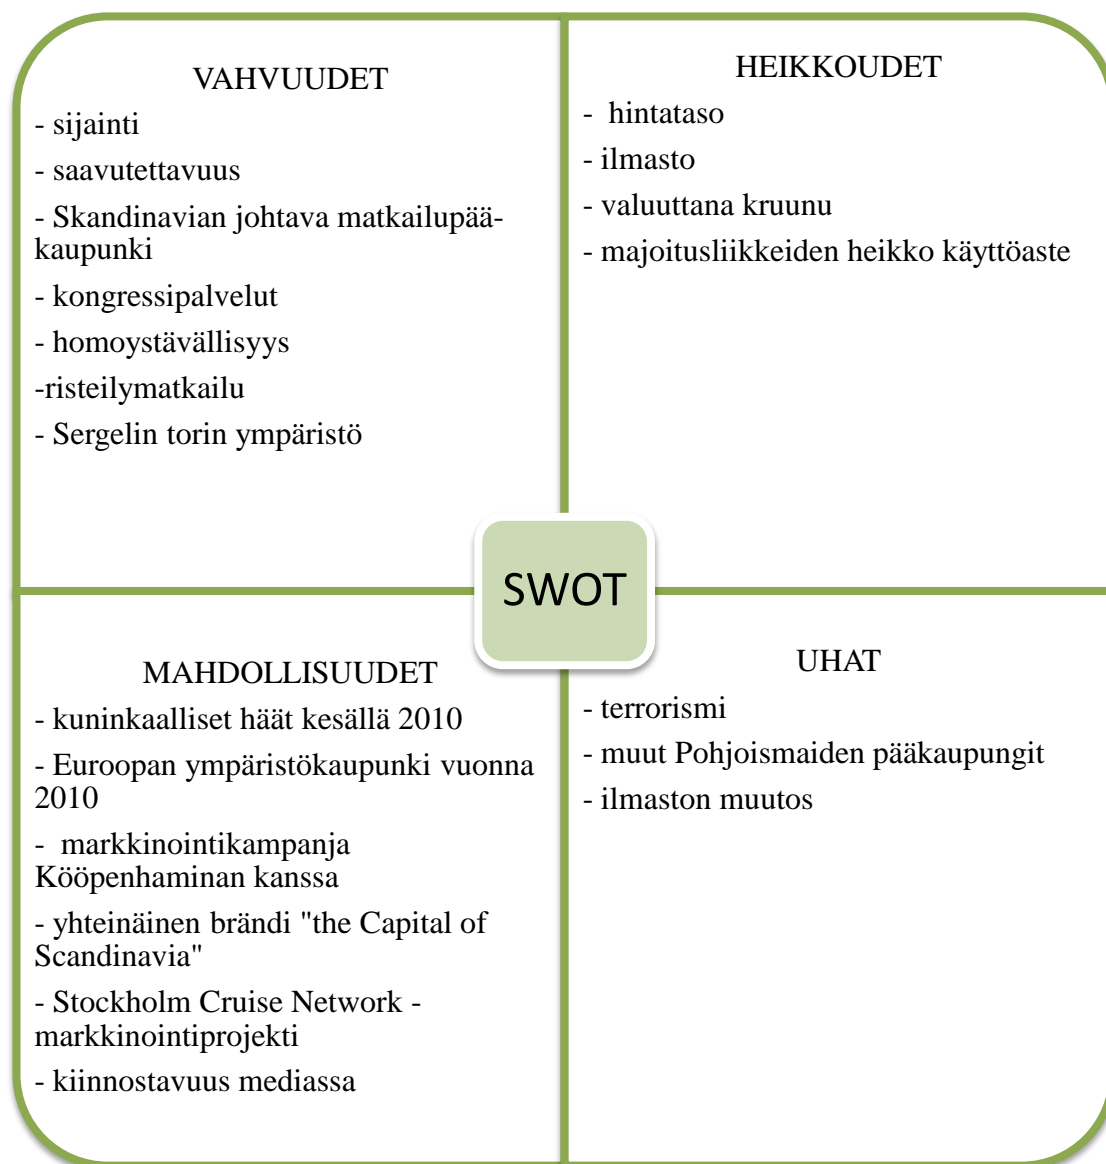 VAHVUUDET
- sijainti
- saavutettavuus
- Skandinavian johtava matkailupää-
kaupunki
- kongressipalvelut
- homoystävällisyys
-risteilymatkailu
- Sergelin torin ympäristö
HEIKKOUDET
- hintataso
- ilmasto
- valuuttana kruunu
- majoitusliikkeiden heikko käyttöaste
SWOT
MAHDOLLISUUDET
- kuninkaalliset häät kesällä 2010
- Euroopan ympäristökaupunki vuonna
2010
- markkinointikampanja
Kööpenhaminan kanssa
- yhteinäinen brändi "the Capital of
Scandinavia"
- Stockholm Cruise Network -
markkinointiprojekti
- kiinnostavuus mediassa
UHAT
- terrorismi
- muut Pohjoismaiden pääkaupungit
- ilmaston muutos